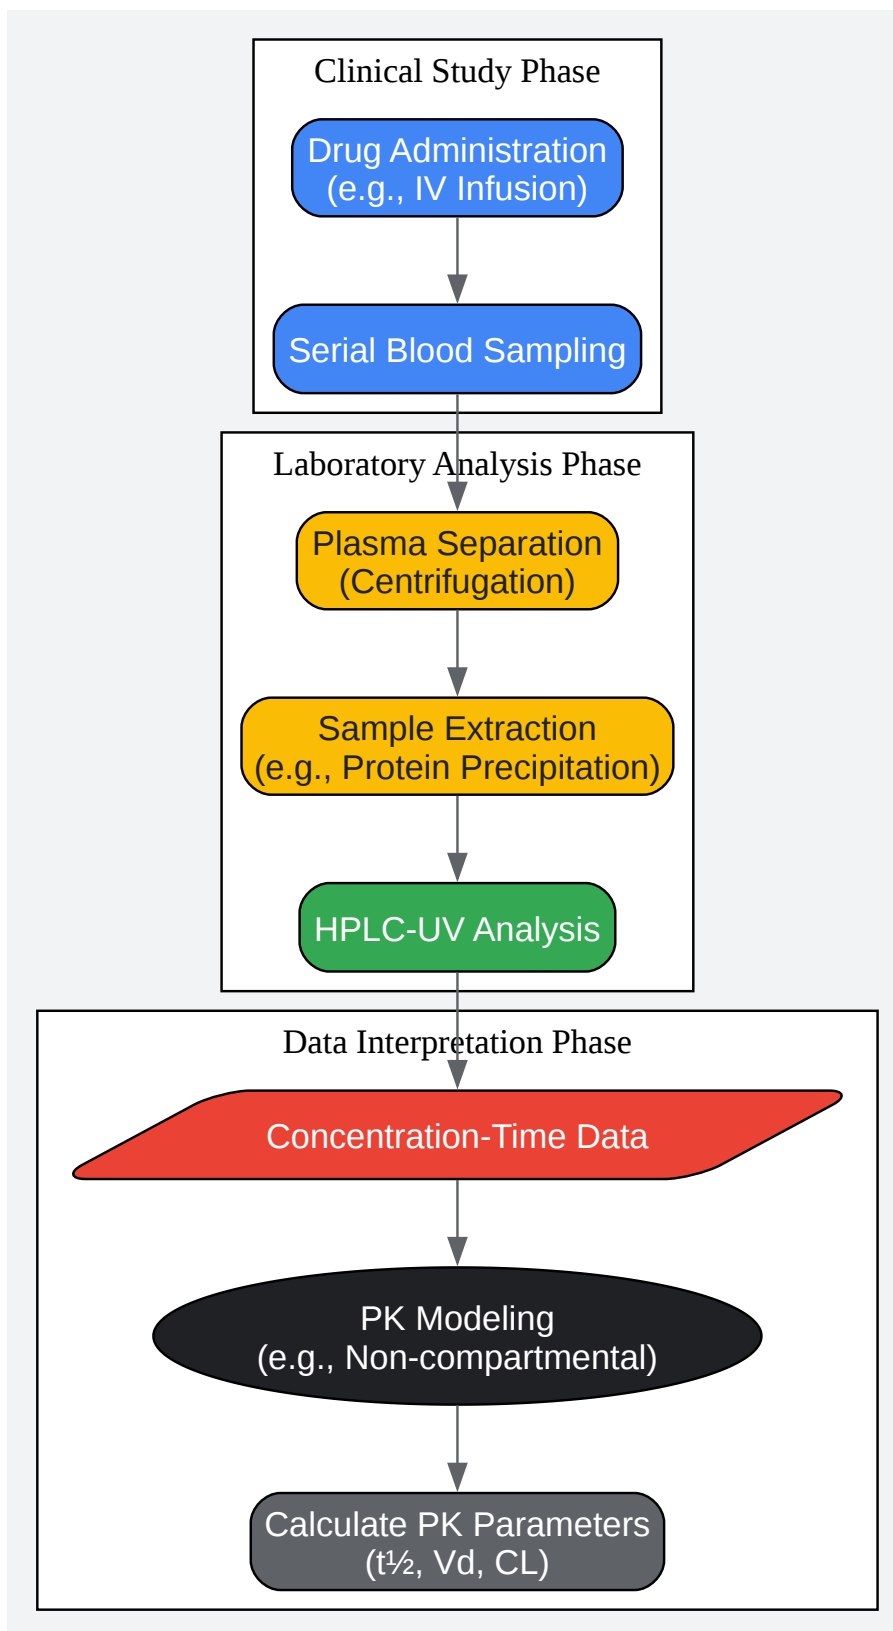 Clinical Study Phase
Drug Administration
(e.g., IV Infusion)
Serial Blood Sampling
Laboratory Analysis Phase
Plasma Separation
(Centrifugation)
Sample Extraction
(e.g., Protein Precipitation)
HPLC-UV Analysis
Data Interpretation Phase
Concentration-Time Data
PK Modeling
(e.g., Non-compartmental)
Calculate PK Parameters
(t½, Vd, CL)